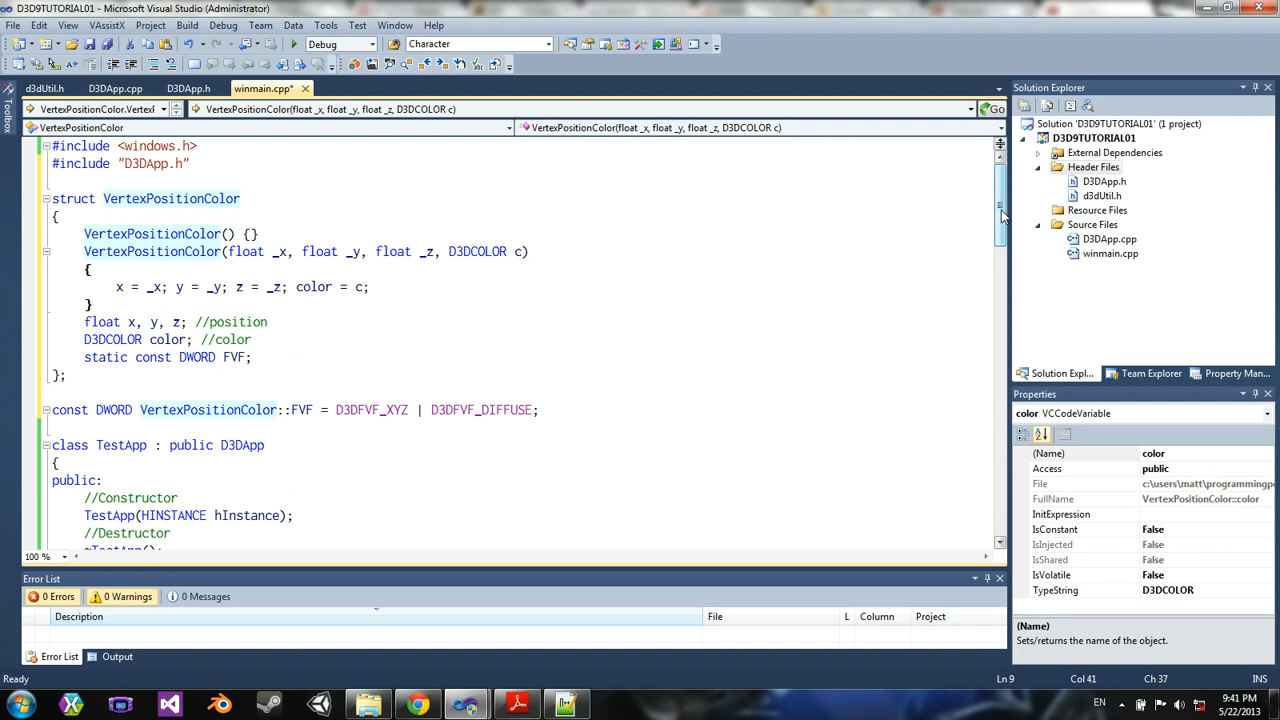 D3D9TUTORIAL01 - Microsoft Visual Studio (Administrator)
File Edit View VAssistX Project Build Debug Team Data Tools Test Window Help
Debug Character
d3dUtil.h D3DApp.cpp D3DApp.h winmain.cpp*
VertexPositionColor.VertexF VertexPositionColor(float _x, float _y, float _z, D3DCOLOR c) Go
VertexPositionColor VertexPositionColor(float _x, float _y, float _z, D3DCOLOR c)
Toolbox
#include <windows.h>
#include "D3DApp.h"
struct VertexPositionColor
{
VertexPositionColor() {}
VertexPositionColor(float _x, float _y, float _z, D3DCOLOR c)
{
x = _x; y = _y; z = _z; color = c;
}
float x, y, z; //position
D3DCOLOR color; //color
static const DWORD FVF;
};
const DWORD VertexPositionColor::FVF = D3DFVF_XYZ | D3DFVF_DIFFUSE;
class TestApp : public D3DApp
{
public:
//Constructor
TestApp(HINSTANCE hInstance);
//Destructor
~TestApp();
100 %
Error List
0 Errors 0 Warnings 0 Messages
Description File L Column Project
Error List Output
Solution Explorer
Solution 'D3D9TUTORIAL01' (1 project)
D3D9TUTORIAL01
External Dependencies
Header Files
D3DApp.h
d3dUtil.h
Resource Files
Source Files
D3DApp.cpp
winmain.cpp
Solution Expl... Team Explorer Property Man...
Properties
color VCCodeVariable
(Name) color
Access public
File c:\users\matt\programmingp
FullName VertexPositionColor::color
InitExpression
IsConstant False
IsInjected False
IsShared False
IsVolatile False
TypeString D3DCOLOR
(Name)
Sets/returns the name of the object.
Ready Ln 9 Col 41 Ch 37 INS
EN 9:41 PM
5/22/2013